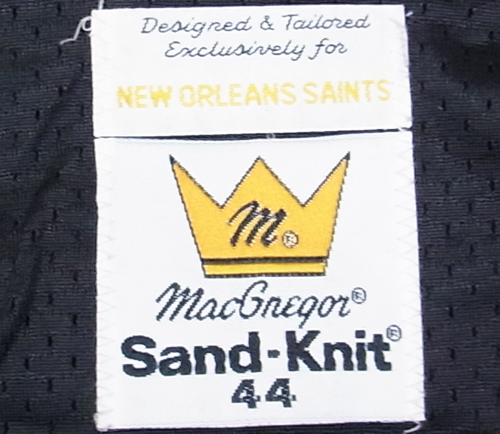 Designed & Tailored
Exclusively for
NEW ORLEANS SAINTS
M®
MacGregor®
Sand-Knit®
44